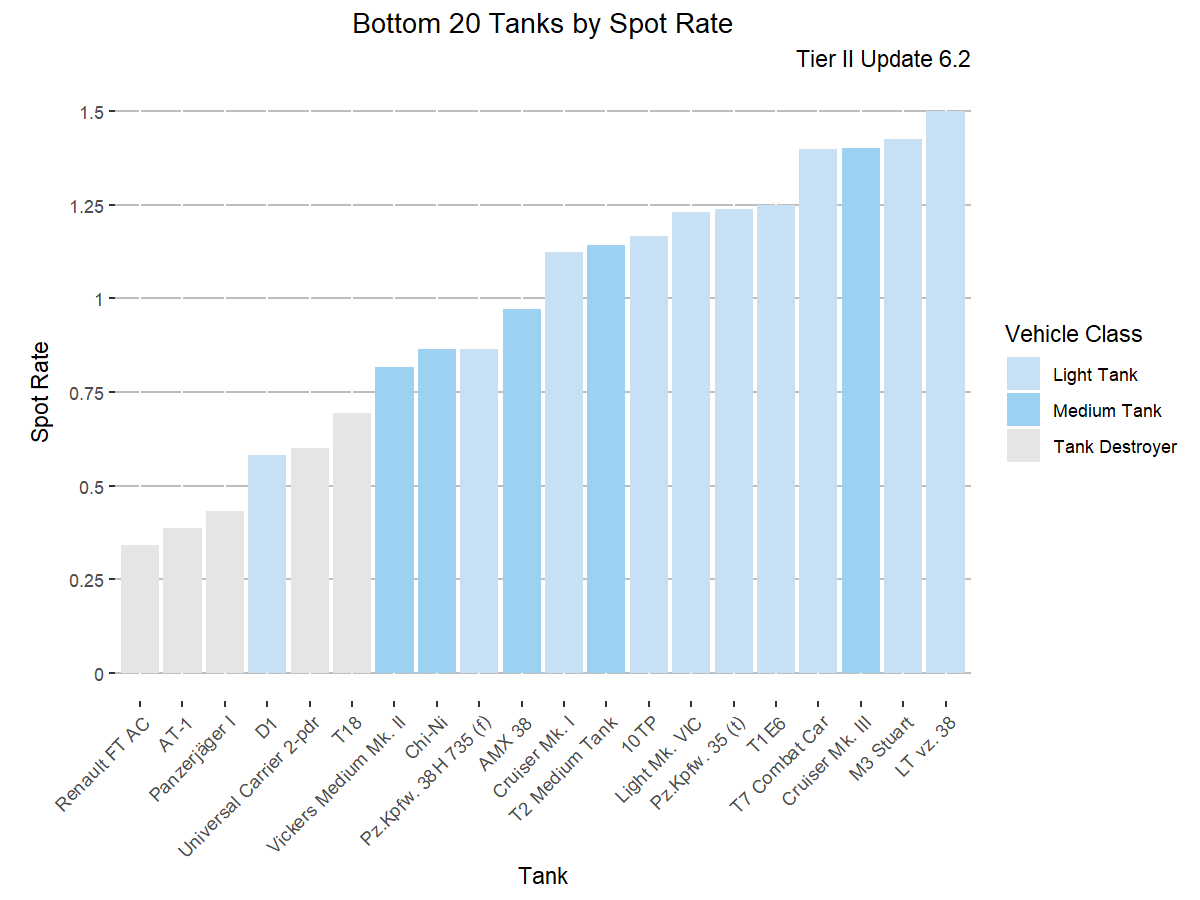 Bottom 20 Tanks by Spot Rate
Tier II Update 6.2
1.5
1.25
1
0.75
0.5
0.25
0
Spot Rate
Renault FT AC
AT-1
Panzerjäger I
D1
Universal Carrier 2-pdr
T18
Vickers Medium Mk. II
Chi-Ni
Pz.Kpfw. 38H 735 (f)
AMX 38
Cruiser Mk. I
T2 Medium Tank
10TP
Light Mk. VIC
Pz.Kpfw. 35 (t)
T1E6
T7 Combat Car
Cruiser Mk. III
M3 Stuart
LT vz. 38
Tank
Vehicle Class
Light Tank
Medium Tank
Tank Destroyer